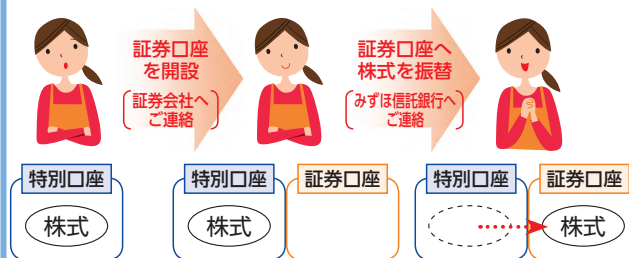 証券口座
を開設
証券会社へ
ご連絡
証券口座へ
株式を振替
みずほ信託銀行へ
ご連絡
特別口座
株式
特別口座
証券口座
株式
特別口座
証券口座
株式